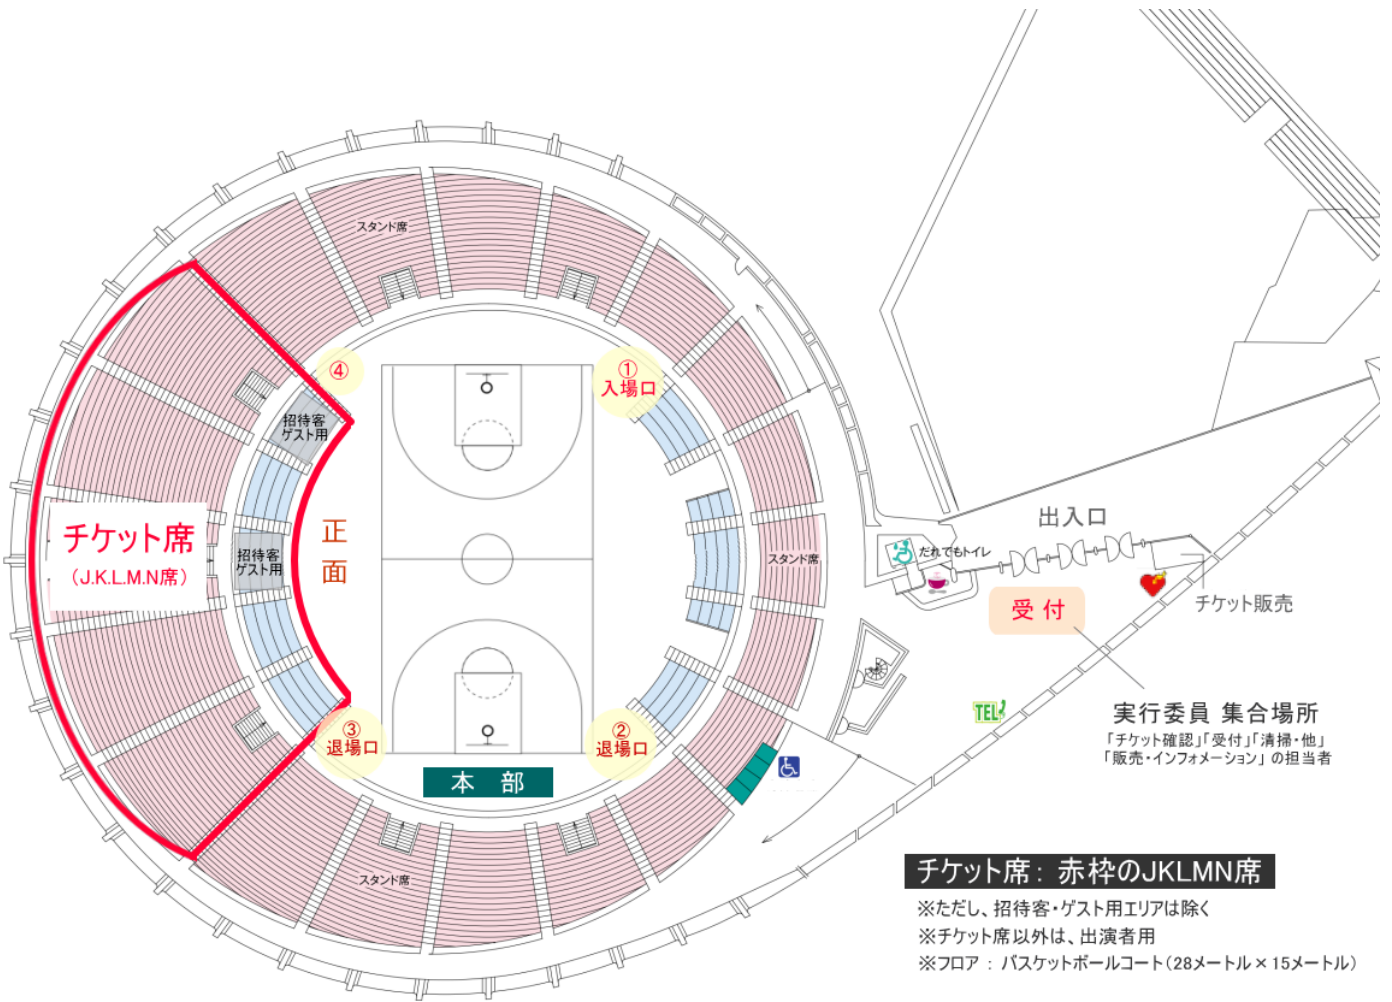 スタンド席
④
①
入場口
招待客
ゲスト用
チケット席
(J.K.L.M.N席)
正
面
招待客
ゲスト用
スタンド席
だれでもトイレ
出入口
チケット販売
受付
TEL
実行委員 集合場所
「チケット確認」「受付」「清掃・他」
「販売・インフォメーション」の担当者
③
退場口
②
退場口
本 部
スタンド席
チケット席: 赤枠のJKLMN席
※ただし、招待客・ゲスト用エリアは除く
※チケット席以外は、出演者用
※フロア : バスケットボールコート(28メートル×15メートル)